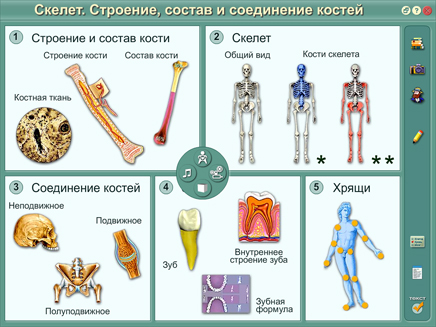 Скелет. Строение, состав и соединение костей
1 Строение и состав кости
Строение кости
Состав кости
Костная ткань
2 Скелет
Общий вид
Кости скелета
* **
3 Соединение костей
Неподвижное
Подвижное
Полуподвижное
4
Зуб
Внутреннее
строение зуба
Зубная
формула
5 Хрящи
текст